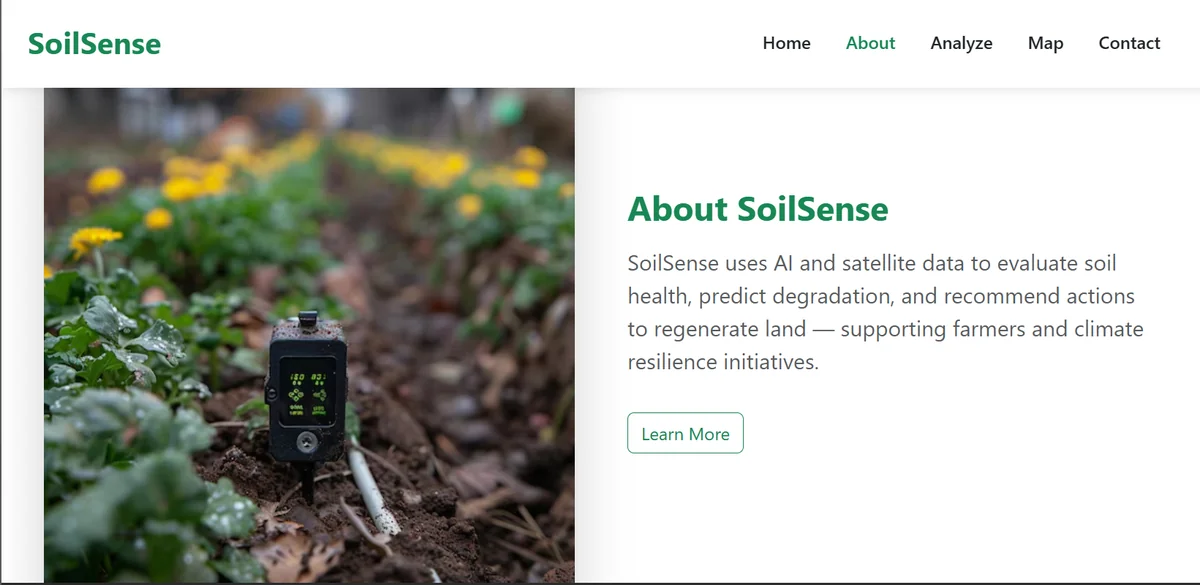 SoilSense
Home About Analyze Map Contact
About SoilSense
SoilSense uses AI and satellite data to evaluate soil
health, predict degradation, and recommend actions
to regenerate land — supporting farmers and climate
resilience initiatives.
Learn More